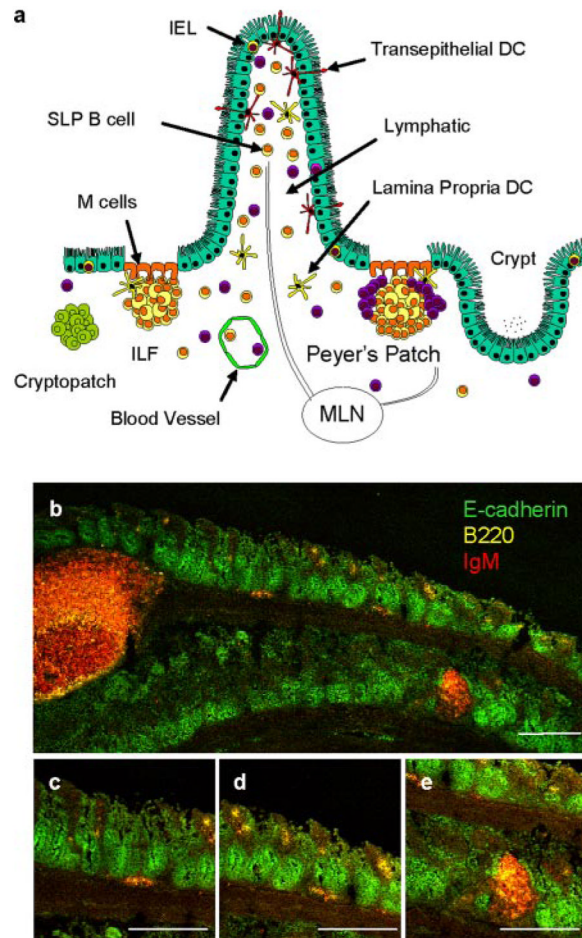 a
IEL
Transepithelial DC
SLP B cell
Lymphatic
M cells
Lamina Propria DC
Crypt
ILF
Peyer's Patch
Cryptopatch
Blood Vessel
MLN
b
E-cadherin
B220
IgM
c
d
e